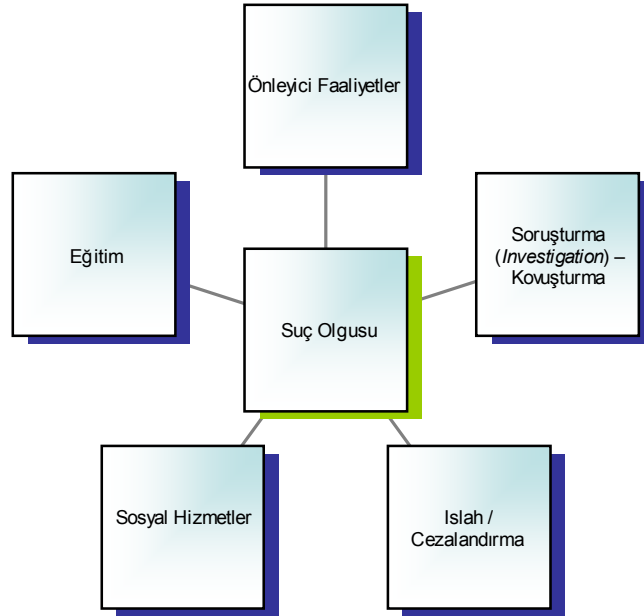 Önleyici Faaliyetler
Eğitim
Soruşturma
(Investigation) –
Kovuşturma
Suç Olgusu
Sosyal Hizmetler
Islah /
Cezalandırma